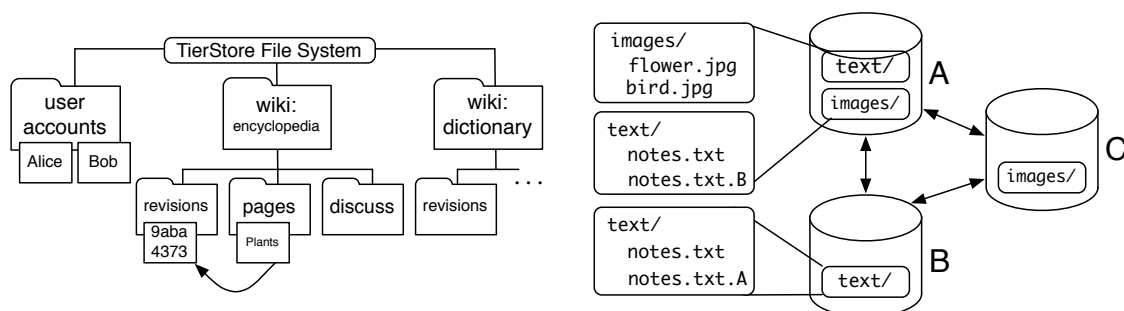 TierStore File System
user
accounts
Alice
Bob
wiki:
encyclopedia
wiki:
dictionary
revisions
pages
discuss
revisions
...
9aba
4373
Plants
images/
flower.jpg
bird.jpg
text/
notes.txt
notes.txt.B
text/
notes.txt
notes.txt.A
text/
images/
A
images/
C
text/
B